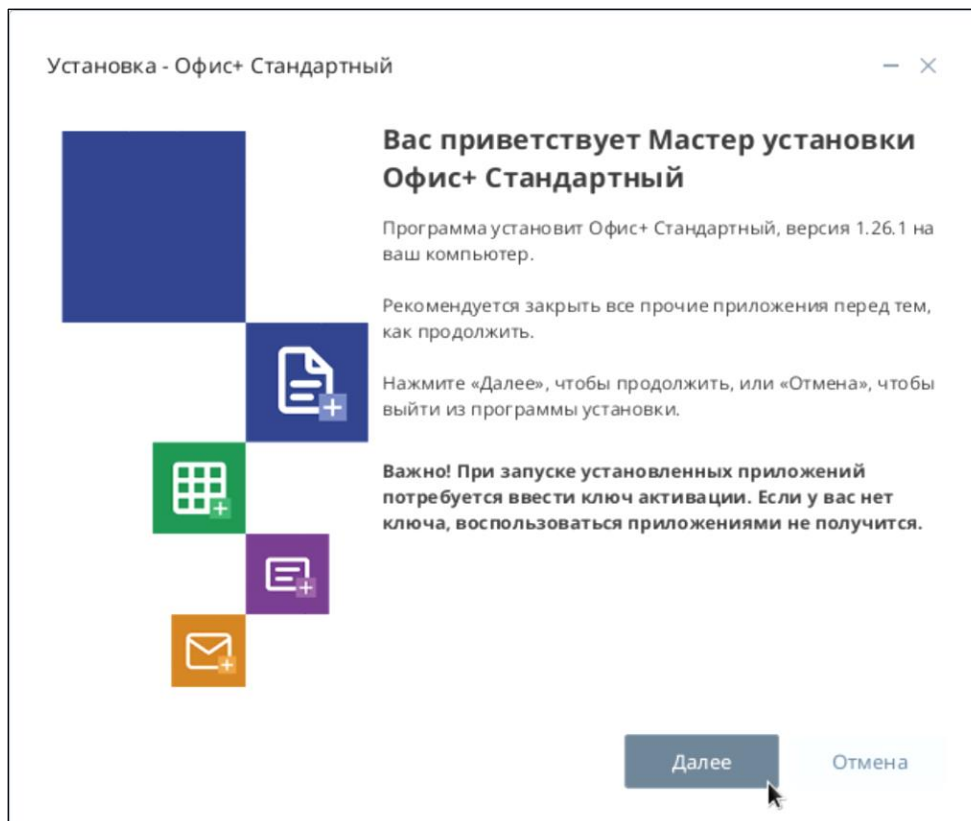 Установка - Офис+ Стандартный
Вас приветствует Мастер установки
Офис+ Стандартный
Программа установит Офис+ Стандартный, версия 1.26.1 на
ваш компьютер.
Рекомендуется закрыть все прочие приложения перед тем,
как продолжить.
Нажмите «Далее», чтобы продолжить, или «Отмена», чтобы
выйти из программы установки.
Важно! При запуске установленных приложений
потребуется ввести ключ активации. Если у вас нет
ключа, воспользоваться приложениями не получится.
Далее
Отмена